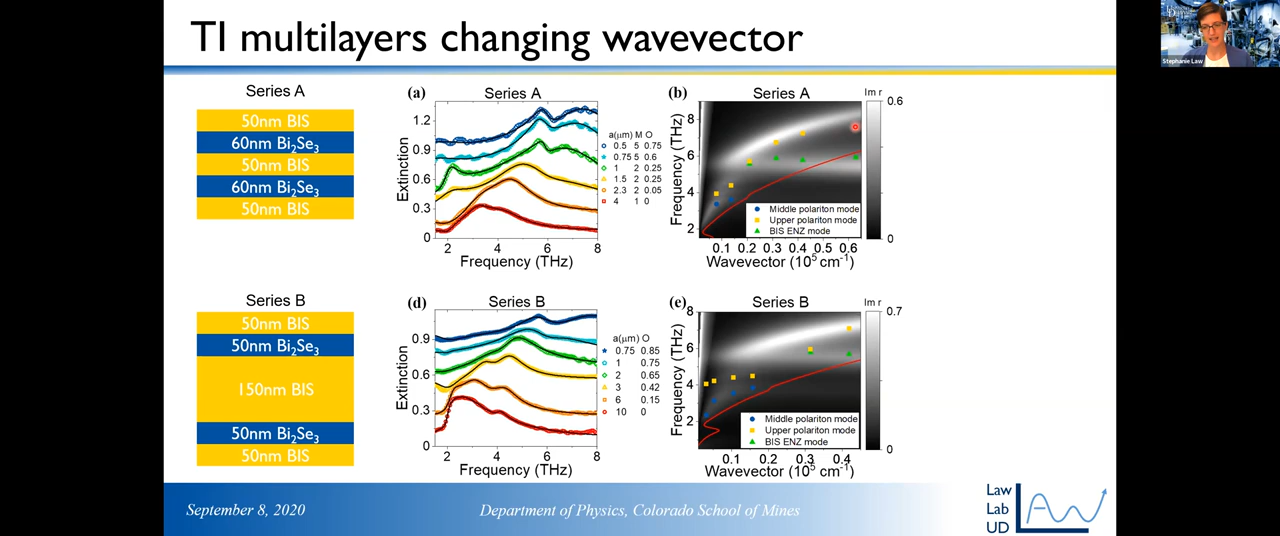 TI multilayers changing wavevector
Stephanie Law
Series A
50nm BIS
60nm Bi₂Se₃
50nm BIS
60nm Bi₂Se₃
50nm BIS
(a)
Series A
Extinction
1.2
0.9
0.6
0.3
0
2 4 6 8
Frequency (THz)
a(μm) M O
0.5 5 0.75
0.75 5 0.6
1 2 0.25
1.5 2 0.25
2.3 2 0.05
4 1 0
(b)
Series A
Frequency (THz)
8
6
4
2
Middle polariton mode
Upper polariton mode
BIS ENZ mode
0.1 0.2 0.3 0.4 0.5 0.6
Wavevector (10⁵ cm⁻¹)
Im r
0.6
0
Series B
50nm BIS
50nm Bi₂Se₃
150nm BIS
50nm Bi₂Se₃
50nm BIS
(d)
Series B
Extinction
0.9
0.6
0.3
0
2 4 6 8
Frequency (THz)
a(μm) O
0.75 0.85
1 0.75
2 0.65
3 0.42
6 0.15
10 0
(e)
Series B
Frequency (THz)
8
6
4
2
Middle polariton mode
Upper polariton mode
BIS ENZ mode
0.1 0.2 0.3 0.4
Wavevector (10⁵ cm⁻¹)
Im r
0.7
0
September 8, 2020
Department of Physics, Colorado School of Mines
Law
Lab
UD